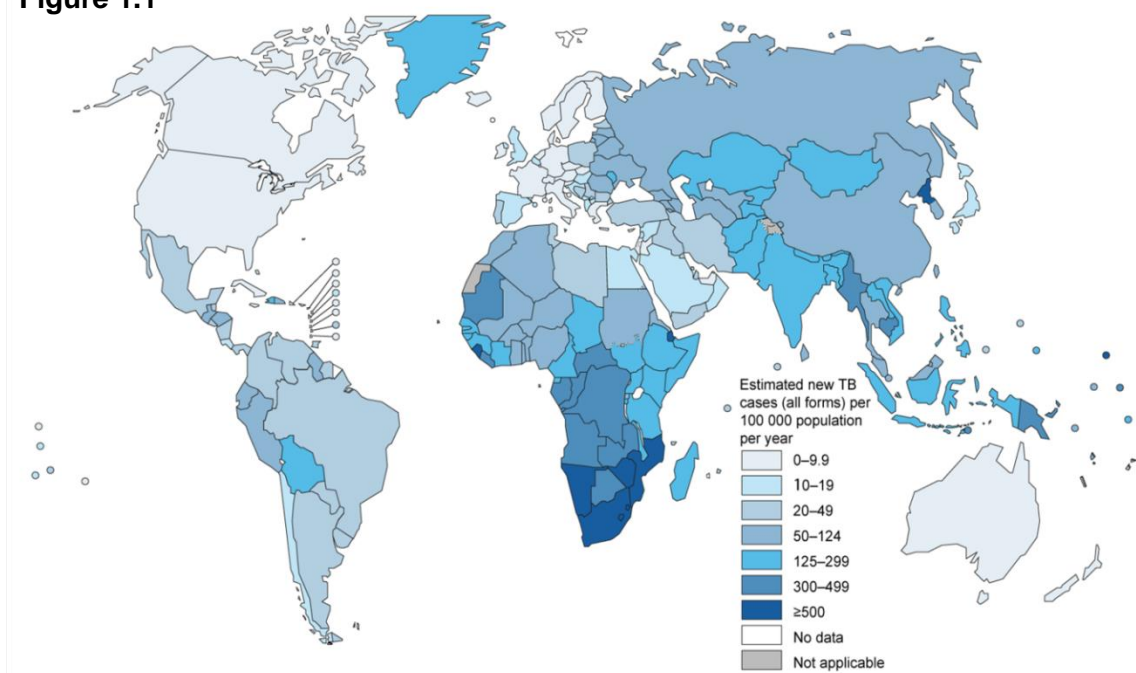 Figure 1.1
Estimated new TB
cases (all forms) per
100 000 population
per year
0–9.9
10–19
20–49
50–124
125–299
300–499
≥500
No data
Not applicable